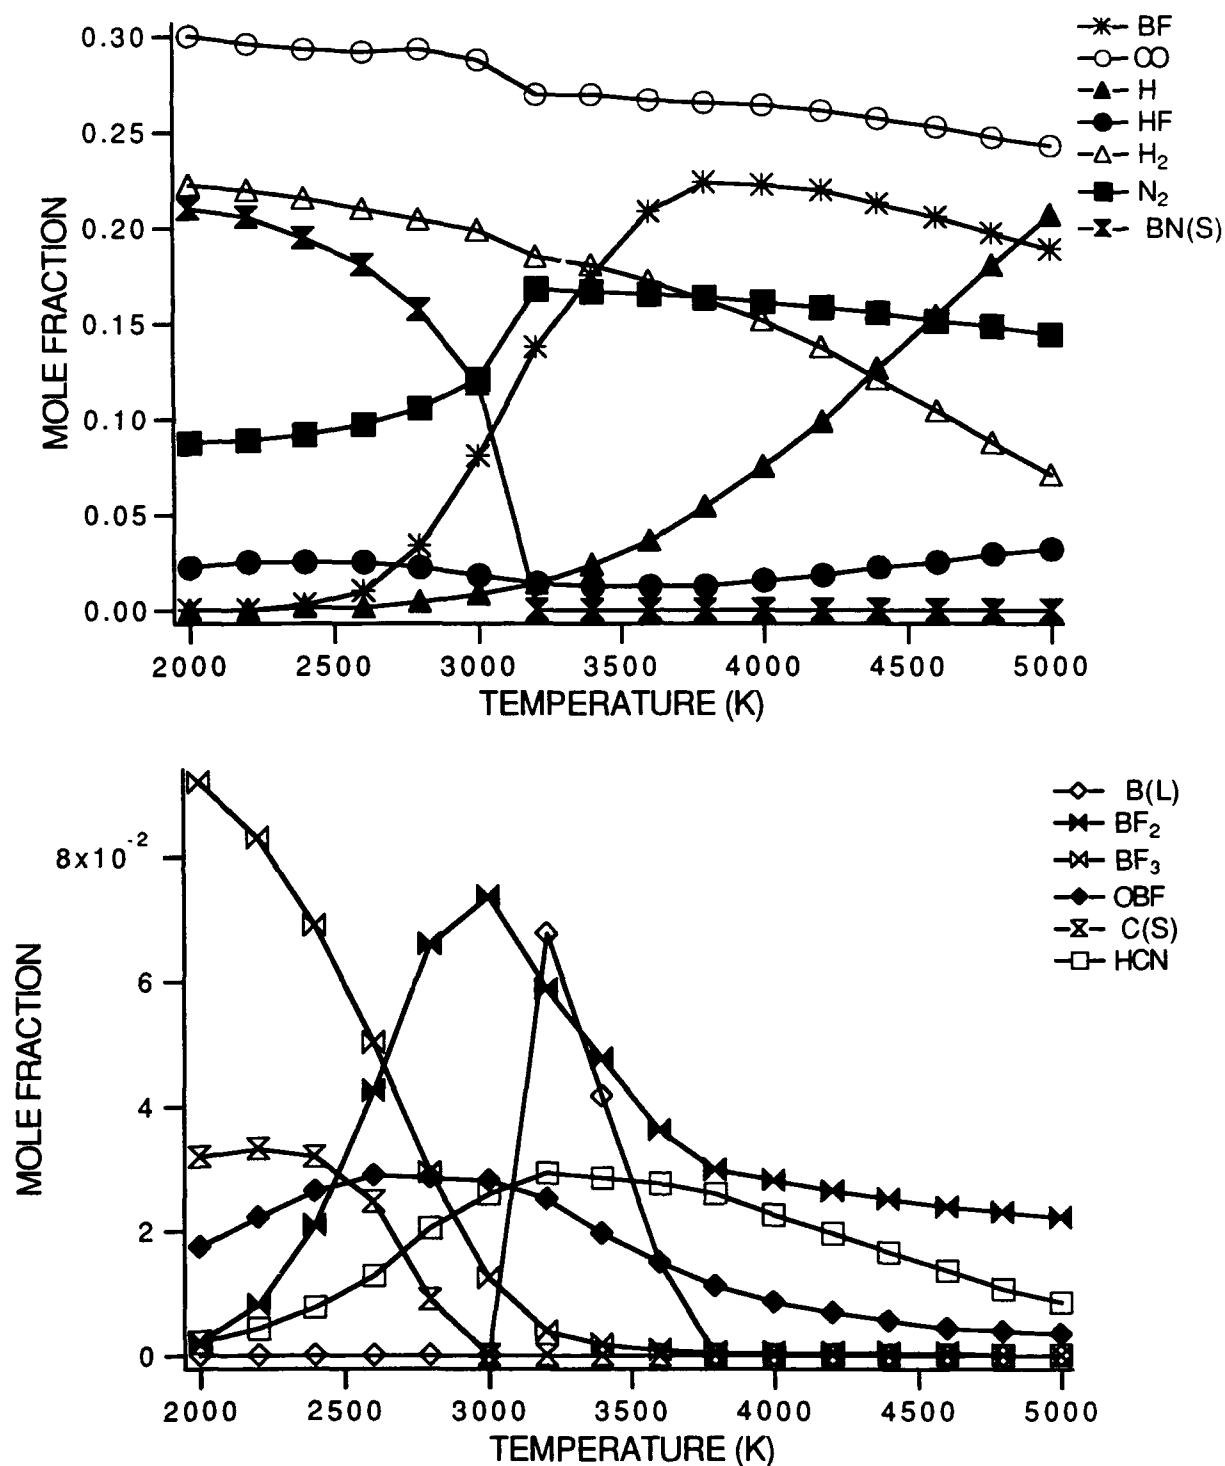 0.30
0.25
0.20
0.15
0.10
0.05
0.00
MOLE FRACTION
2000 2500 3000 3500 4000 4500 5000
TEMPERATURE (K)
BF
CO
H
HF
H₂
N₂
BN(S)
8x10⁻²
6
4
2
0
MOLE FRACTION
2000 2500 3000 3500 4000 4500 5000
TEMPERATURE (K)
B(L)
BF₂
BF₃
OBF
C(S)
HCN